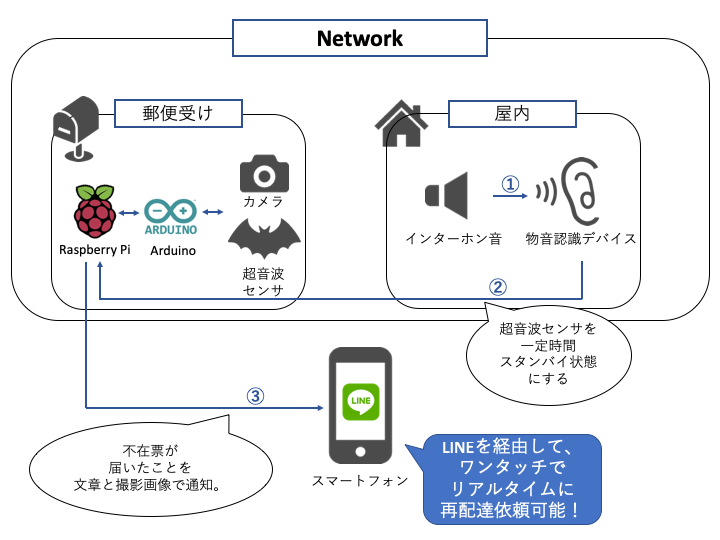 Network
郵便受け
屋内
カメラ
①
Raspberry Pi
ARDUINO
Arduino
超音波
センサ
インターホン音
物音認識デバイス
②
超音波センサを
一定時間
スタンバイ状態
にする
③
LINE
スマートフォン
不在票が
届いたことを
文章と撮影画像で通知。
LINEを経由して、
ワンタッチで
リアルタイムに
再配達依頼可能！